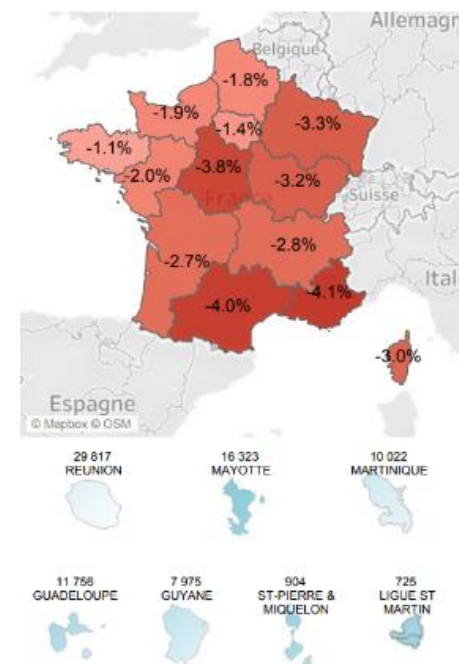 Allemagn
Belgique
-1.8%
-1.9%
-1.4%
-3.3%
-1.1%
-3.8%
-2.0%
France
-3.2%
Suisse
-2.7%
-2.8%
Ital
-4.0%
-4.1%
-3.0%
Espagne
© Mapbox © OSM
29 817
REUNION
16 323
MAYOTTE
10 022
MARTINIQUE
11 756
GUADELOUPE
7 975
GUYANE
904
ST-PIERRE &
MIQUELON
725
LIGUE ST
MARTIN